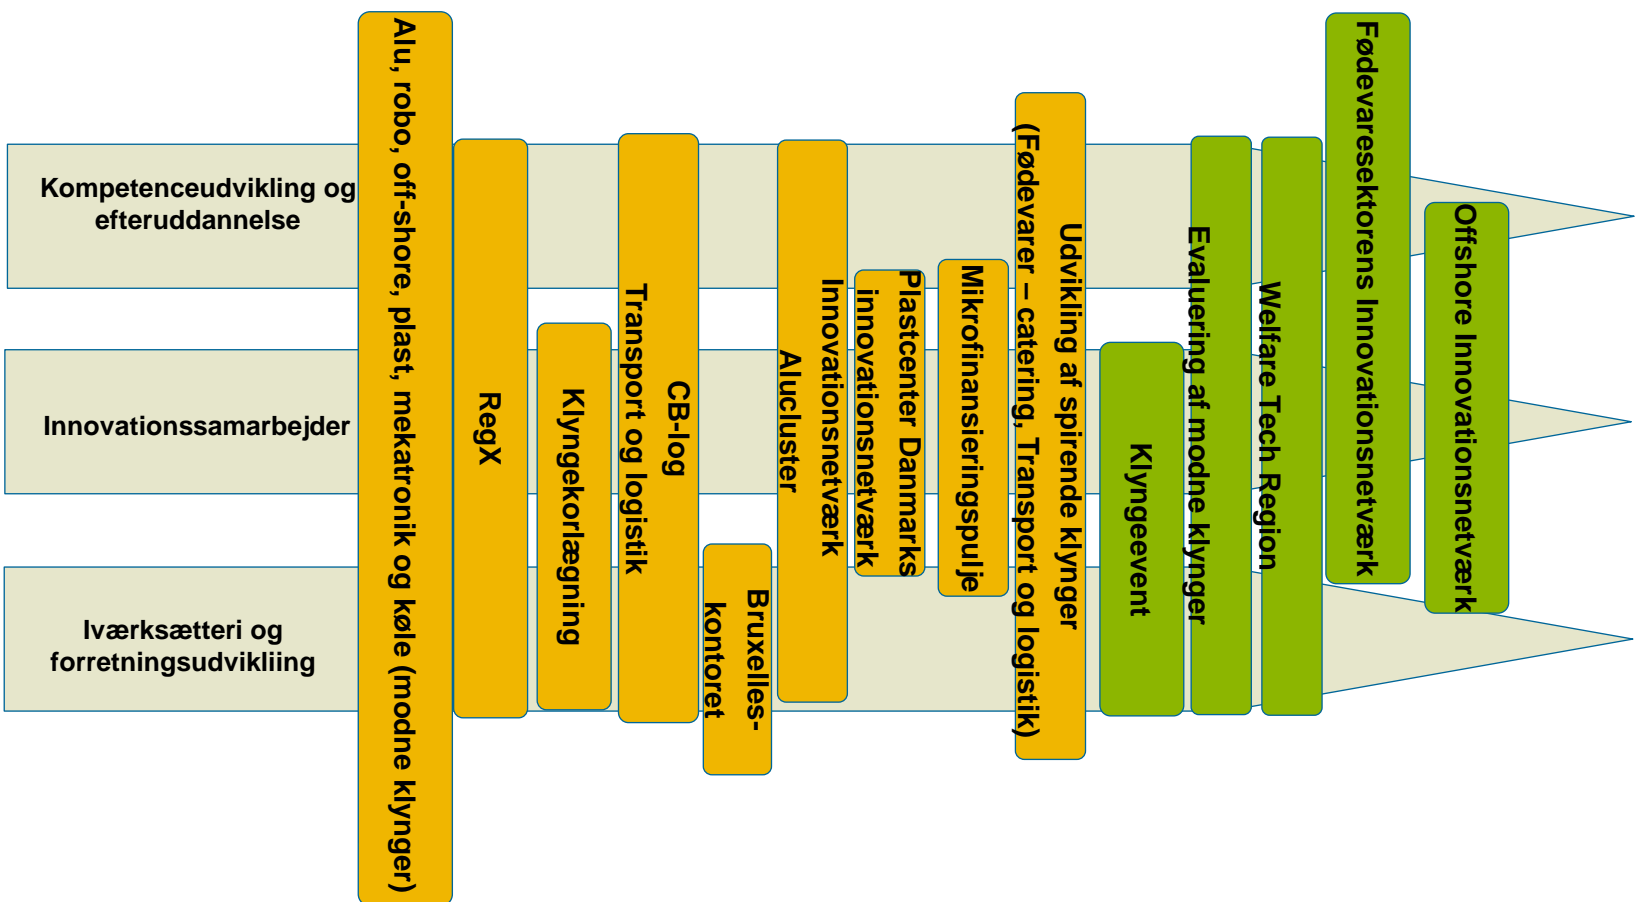 Kompetenceudvikling og
efteruddannelse
Innovationssamarbejder
Iværksætteri og
forretningsudvikliing
Alu, robo, off-shore, plast, mekatronik og køle (modne klynger)
RegX
Klyngekorlægning
CB-log
Transport og logistik
Bruxelles-
kontoret
Innovationsnetværk
Alucluster
Plastcenter Danmarks
innovationsnetværk
Mikrofinansieringspulje
Udvikling af spirende klynger
(Fødevarer – catering, Transport og logistik)
Klyngeevent
Evaluering af modne klynger
Welfare Tech Region
Fødevaresektorens Innovationsnetværk
Offshore Innovationsnetværk